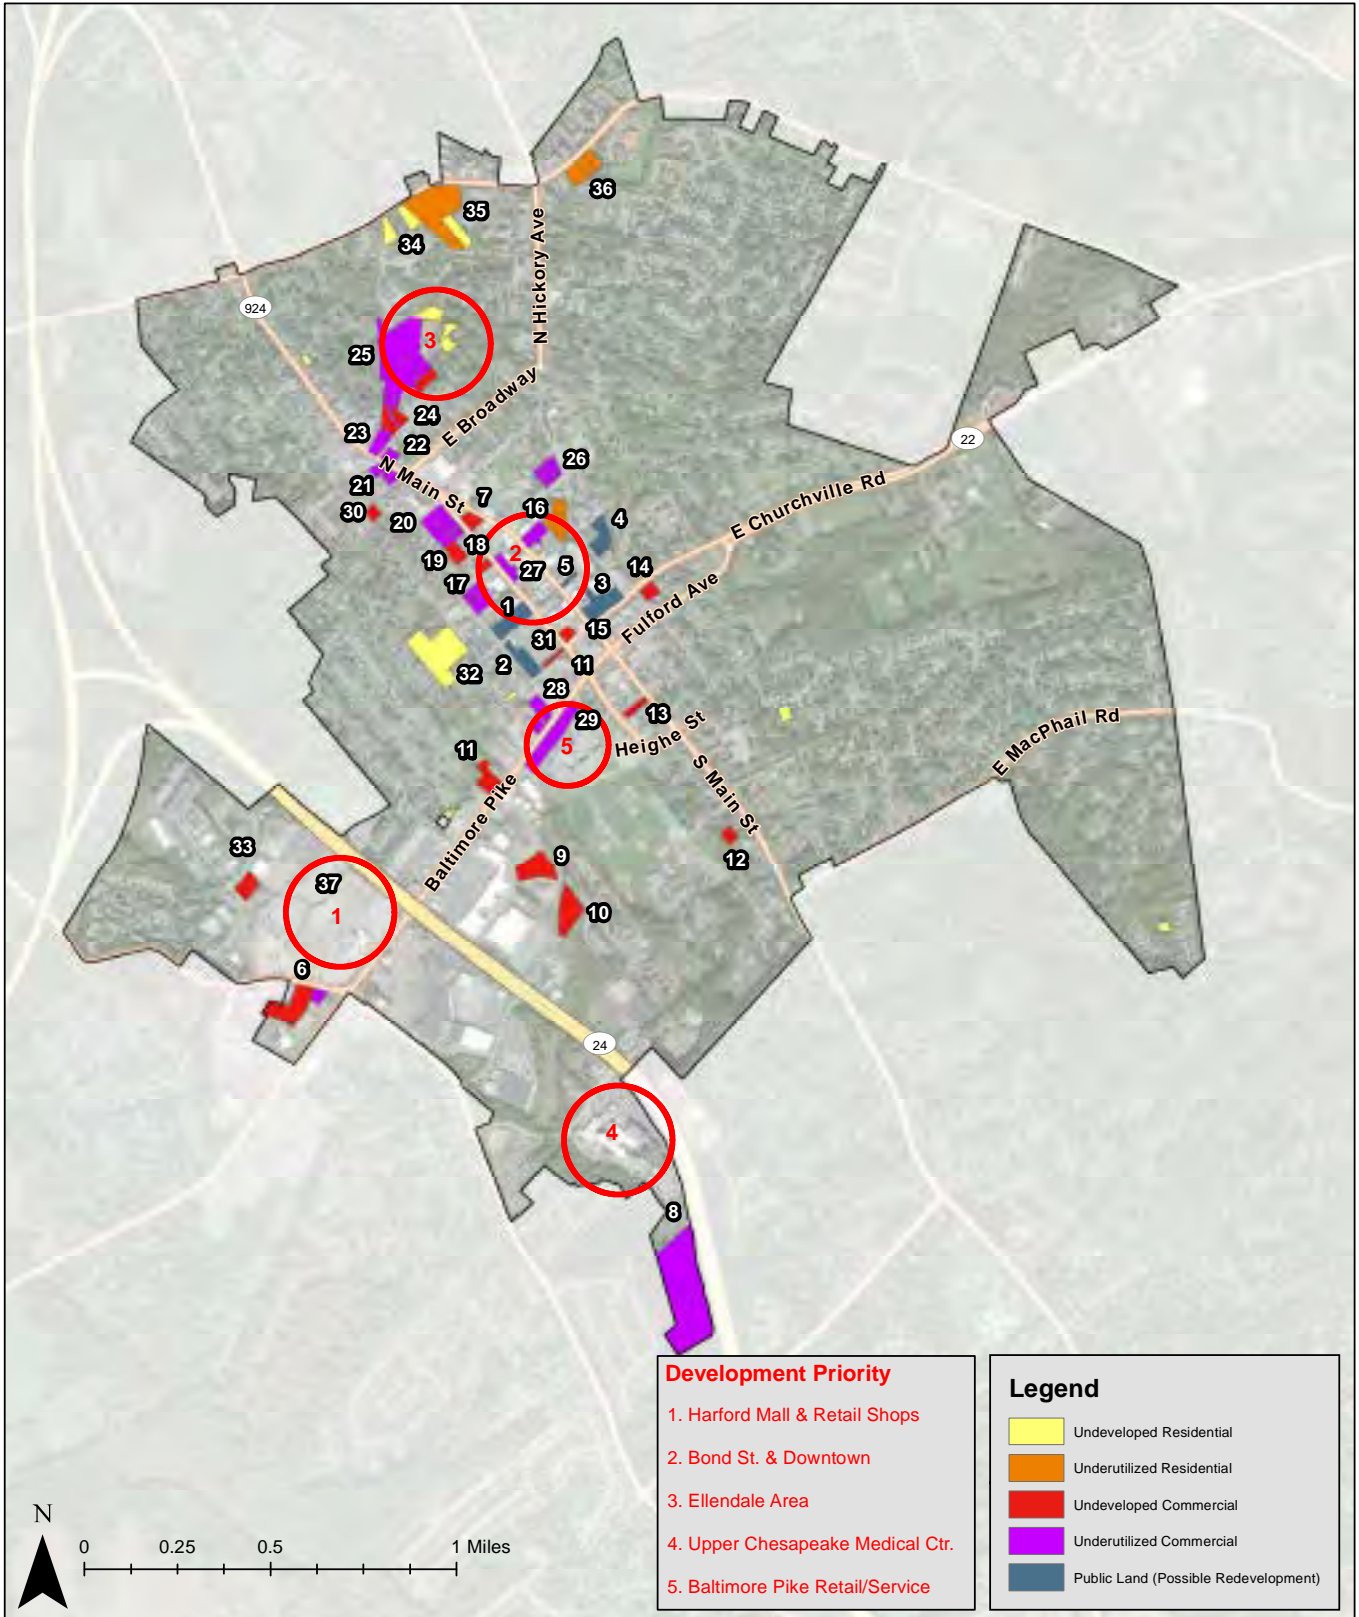 36
35
34
N Hickory Ave
924
3
25
24
E Broadway
23
22
22
N Main St
26
21
7
16
4
E Churchville Rd
30
20
18
2
19
27
5
14
17
3
1
Fulford Ave
15
31
2
11
32
28
13
29
Heighe St
5
11
E MacPhail Rd
S Main St
Baltimore Pike
12
33
9
37
1
10
6
24
4
8
Development Priority
1. Harford Mall & Retail Shops
2. Bond St. & Downtown
3. Ellendale Area
4. Upper Chesapeake Medical Ctr.
5. Baltimore Pike Retail/Service
Legend
Undeveloped Residential
Underutilized Residential
Undeveloped Commercial
Underutilized Commercial
Public Land (Possible Redevelopment)
N
0 0.25 0.5 1 Miles